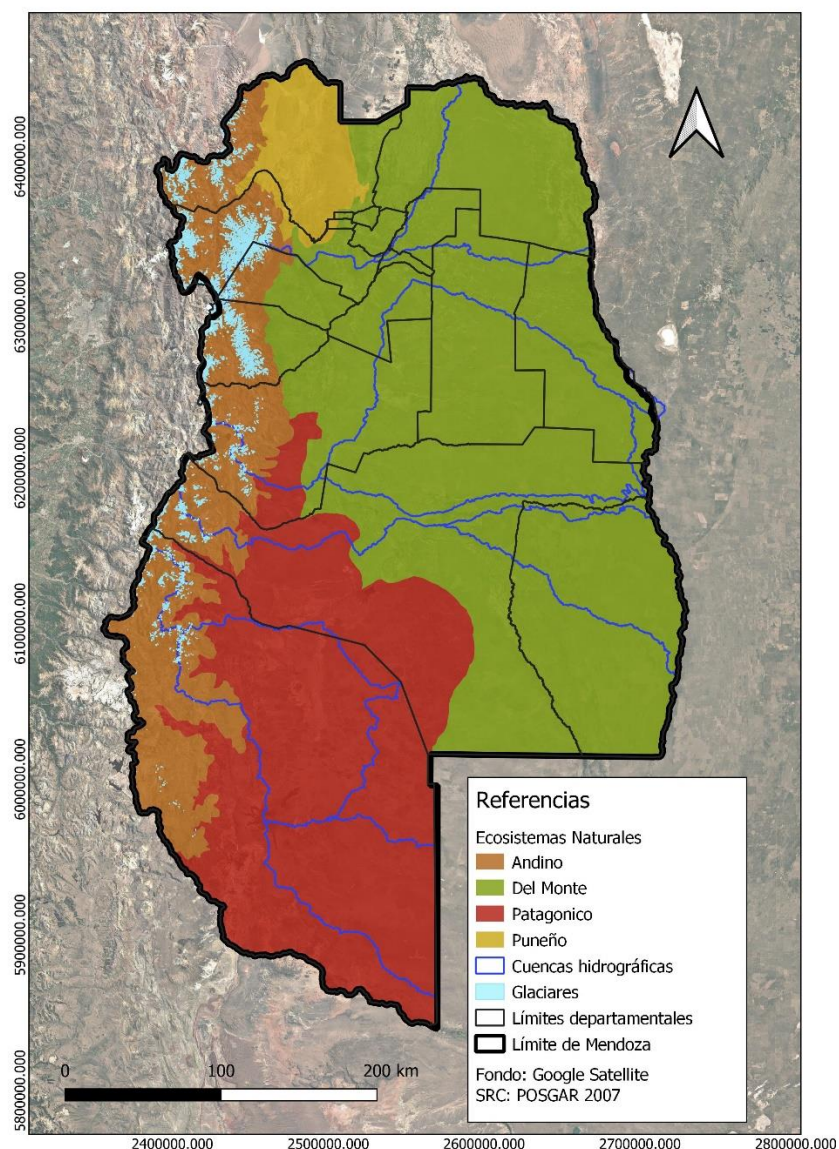 6400000.000
6300000.000
6200000.000
6100000.000
6000000.000
5900000.000
5800000.000
Referencias
Ecosistemas Naturales
Andino
Del Monte
Patagonico
Puneño
Cuencas hidrográficas
Glaciares
Límites departamentales
Límite de Mendoza
Fondo: Google Satellite
SRC: POSGAR 2007
0 100 200 km
2400000.000 2500000.000 2600000.000 2700000.000 2800000.000